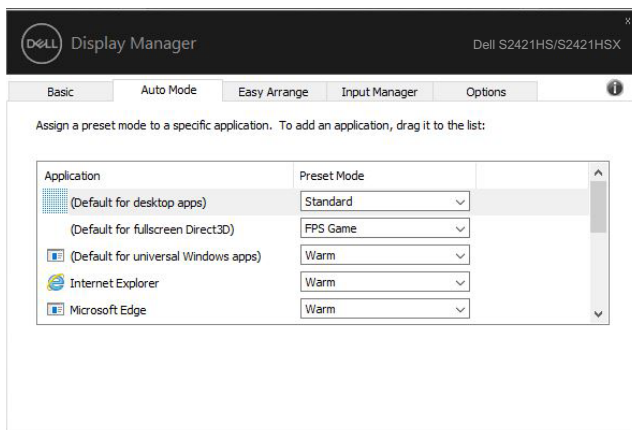 DELL Display Manager Dell S2421HS/S2421HSX
Basic Auto Mode Easy Arrange Input Manager Options
Assign a preset mode to a specific application. To add an application, drag it to the list:
Application Preset Mode
(Default for desktop apps) Standard
(Default for fullscreen Direct3D) FPS Game
(Default for universal Windows apps) Warm
Internet Explorer Warm
Microsoft Edge Warm